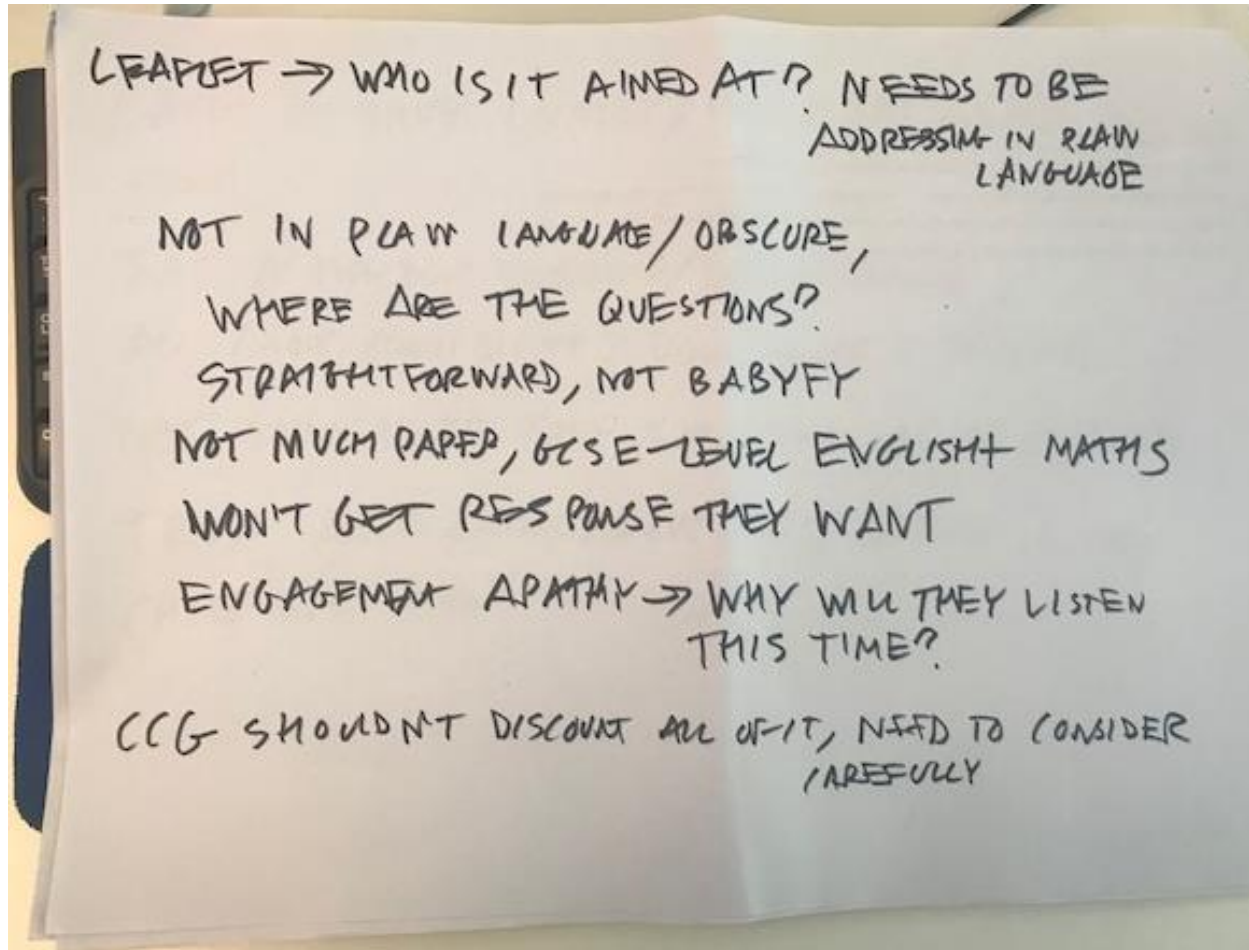 LEAFLET → WHO IS IT AIMED AT? NEEDS TO BE
ADDRESSING IN PLAIN
LANGUAGE
NOT IN PLAIN LANGUAGE/OBSCURE,
WHERE ARE THE QUESTIONS?
STRAIGHTFORWARD, NOT BABYFY
NOT MUCH PAPER, GCSE-LEVEL ENGLISH + MATHS
WON'T GET RESPONSE THEY WANT
ENGAGEMENT APATHY → WHY WILL THEY LISTEN
THIS TIME?
CCG SHOULDN'T DISCOUNT ALL OF IT, NEED TO CONSIDER
CAREFULLY